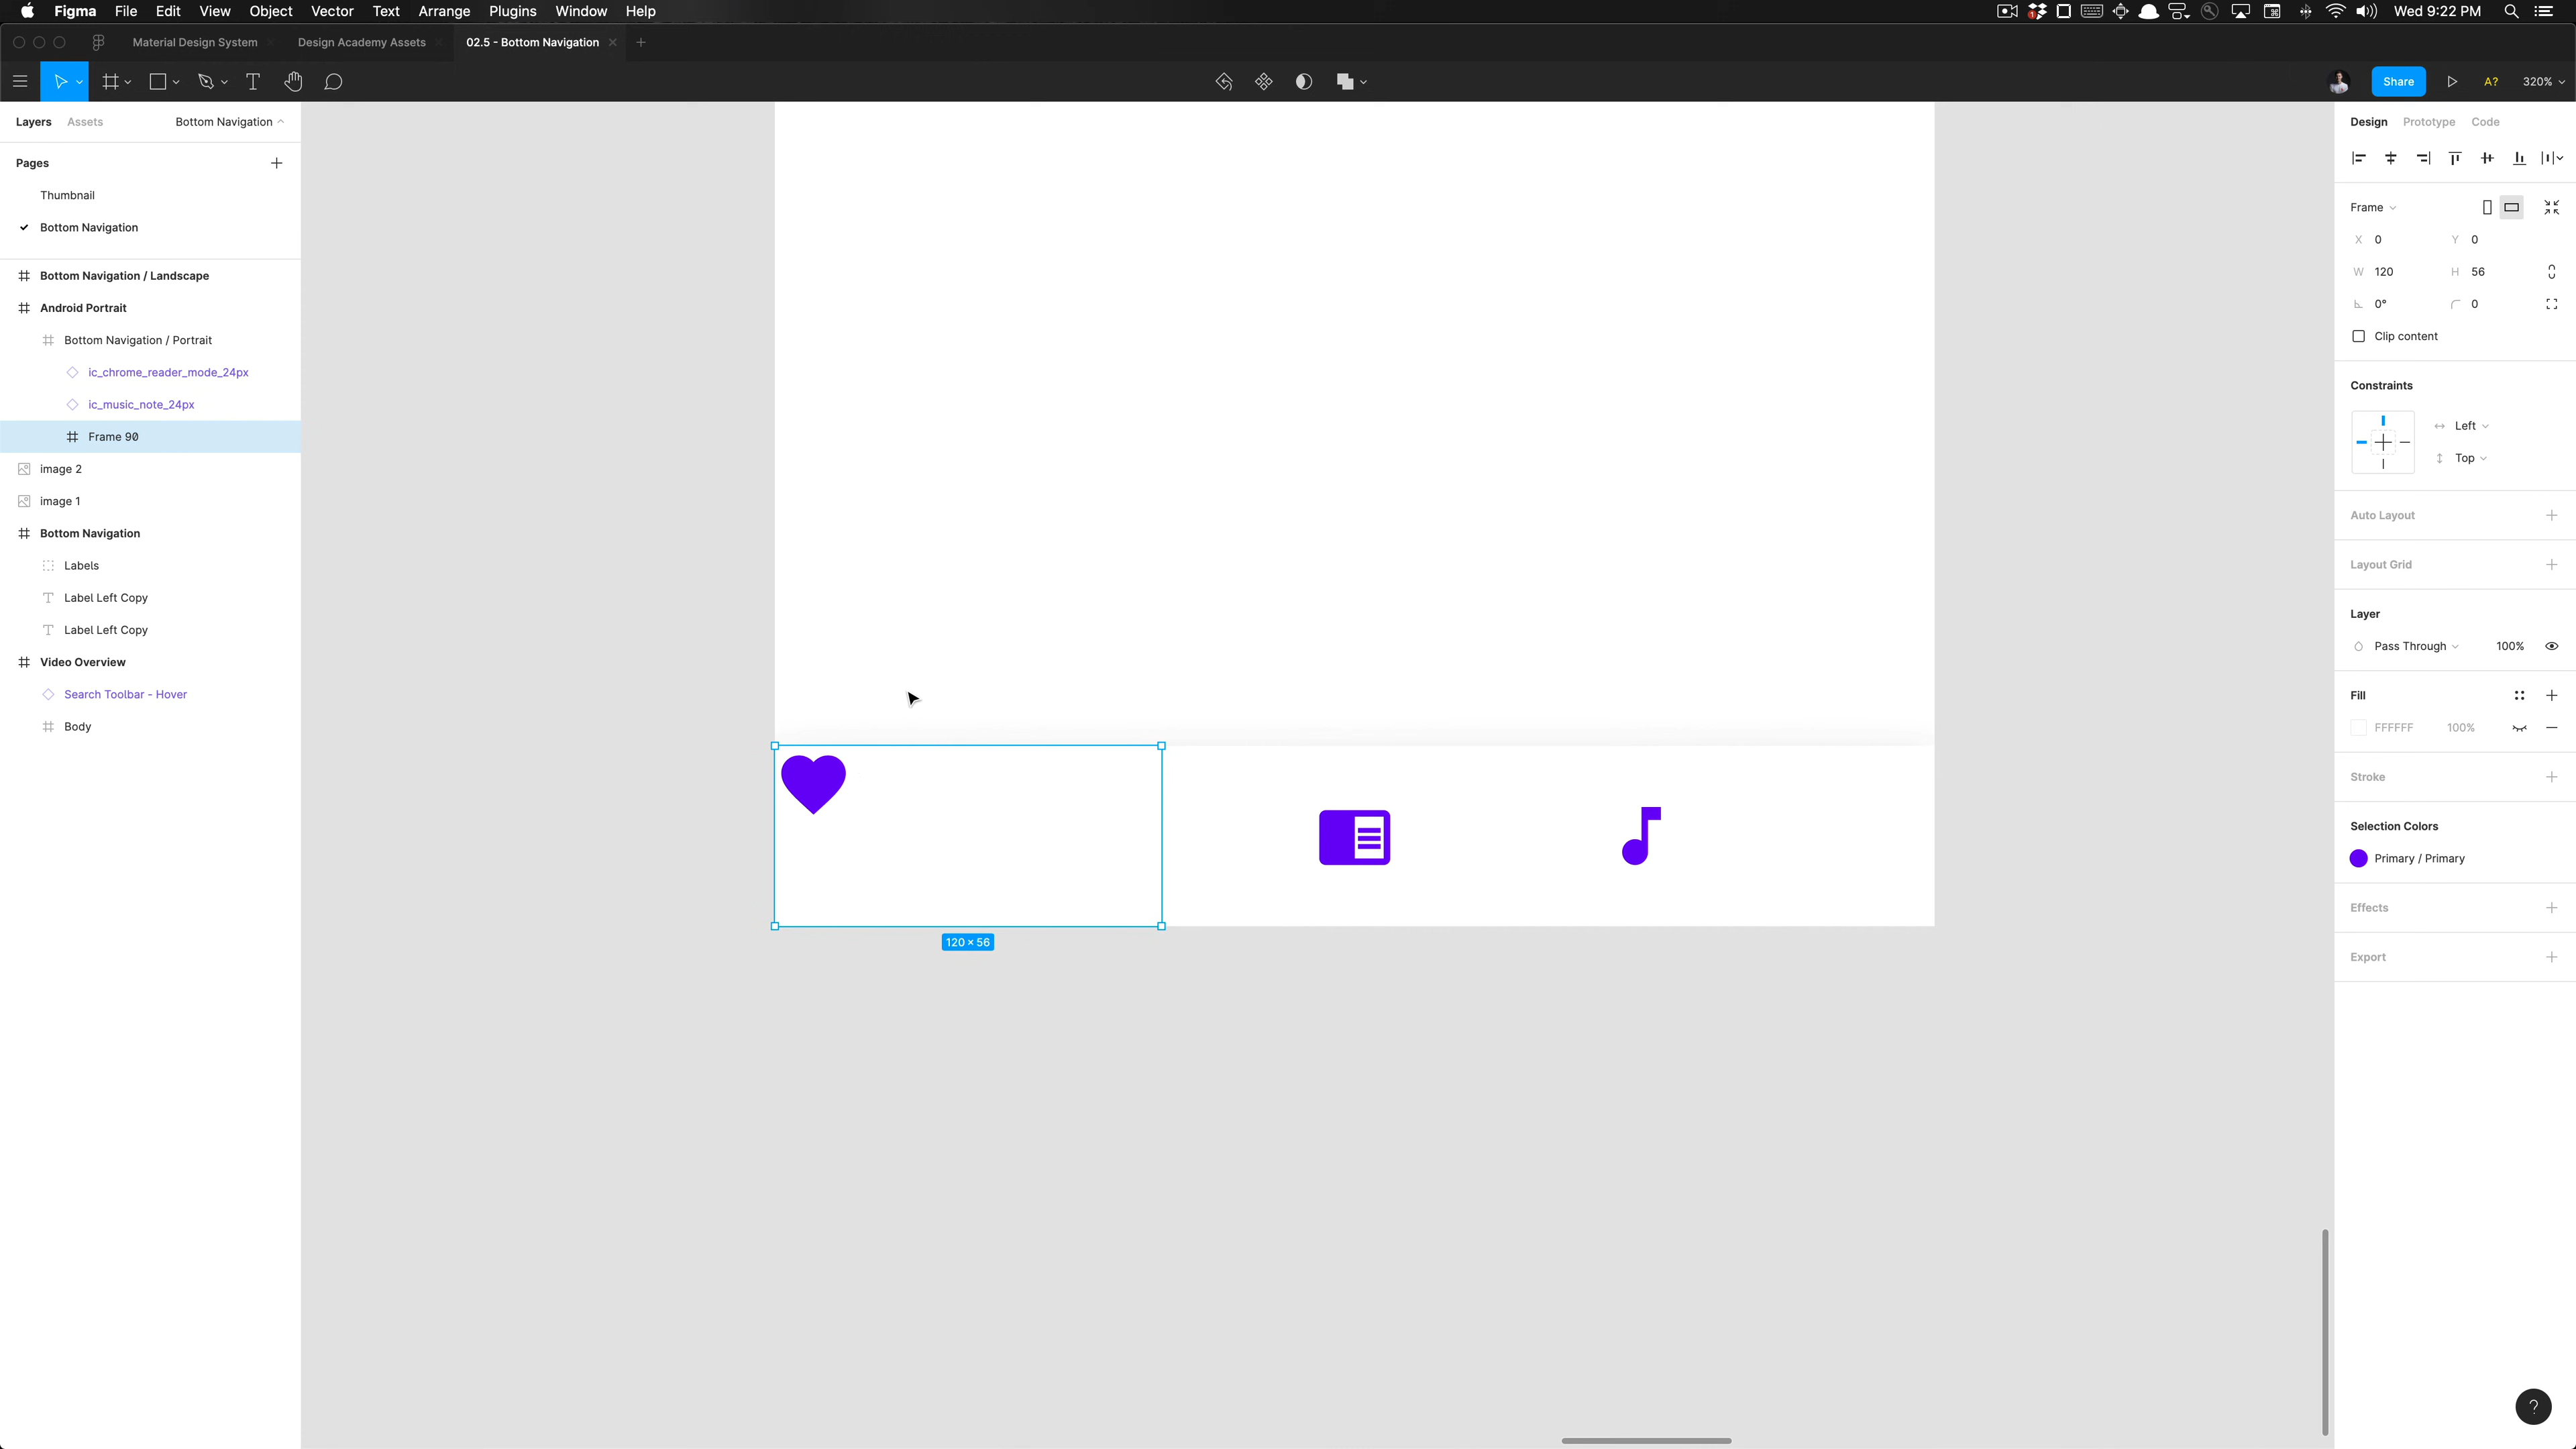 Figma File Edit View Object Vector Text Arrange Plugins Window Help Wed 9:22 PM
Material Design System Design Academy Assets 02.5 - Bottom Navigation
Share A? 320%
Layers Assets Bottom Navigation
Pages
Thumbnail
Bottom Navigation
Bottom Navigation / Landscape
Android Portrait
Bottom Navigation / Portrait
ic_chrome_reader_mode_24px
ic_music_note_24px
Frame 90
image 2
image 1
Bottom Navigation
Labels
Label Left Copy
Label Left Copy
Video Overview
Search Toolbar - Hover
Body
120 × 56
Design Prototype Code
Frame
X 0 Y 0
W 120 H 56
0° 0
Clip content
Constraints
Left
Top
Auto Layout
Layout Grid
Layer
Pass Through 100%
Fill
FFFFFF 100%
Stroke
Selection Colors
Primary / Primary
Effects
Export
?